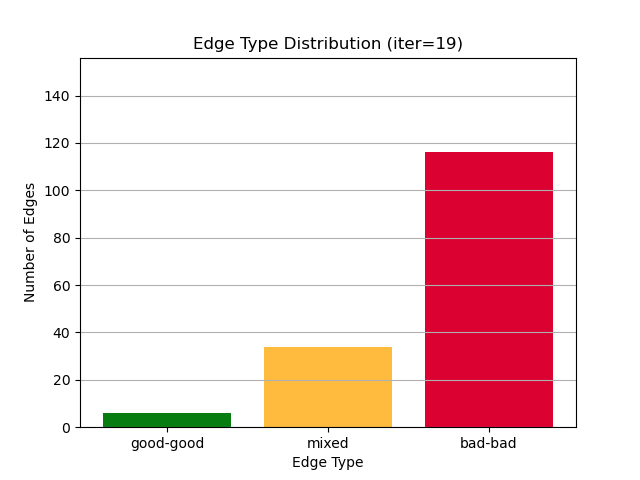 Edge Type Distribution (iter=19)
Number of Edges
140
120
100
80
60
40
20
0
good-good mixed bad-bad
Edge Type